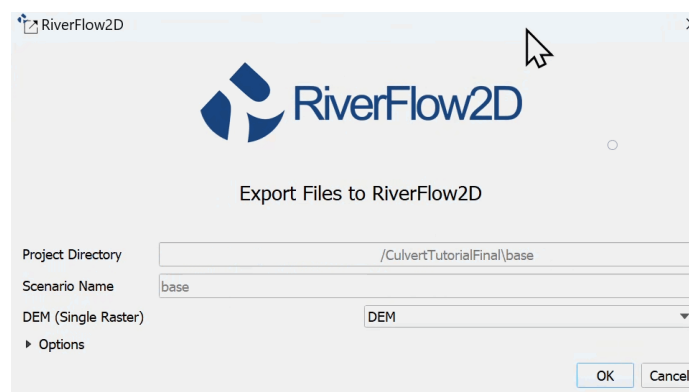 RiverFlow2D
RiverFlow2D
Export Files to RiverFlow2D
Project Directory /CulvertTutorialFinal\base
Scenario Name base
DEM (Single Raster) DEM
Options
OK Cancel